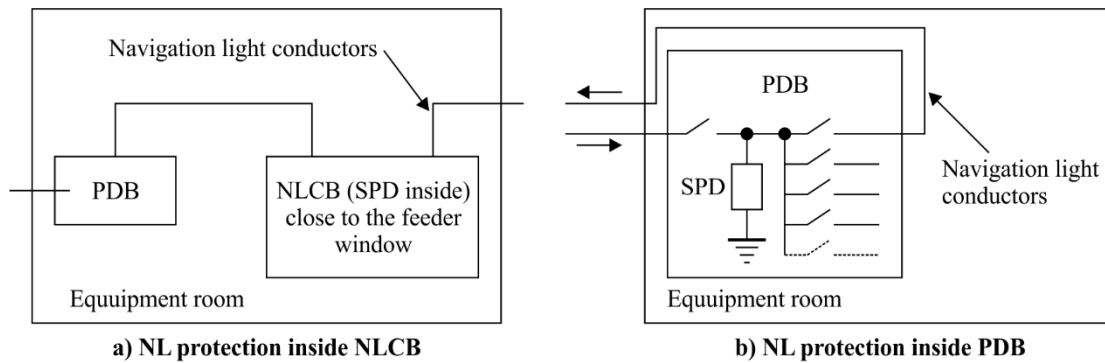 Navigation light conductors
PDB
NLCB (SPD inside)
close to the feeder
window
Equuipment room
a) NL protection inside NLCB
PDB
SPD
Navigation light
conductors
Equuipment room
b) NL protection inside PDB